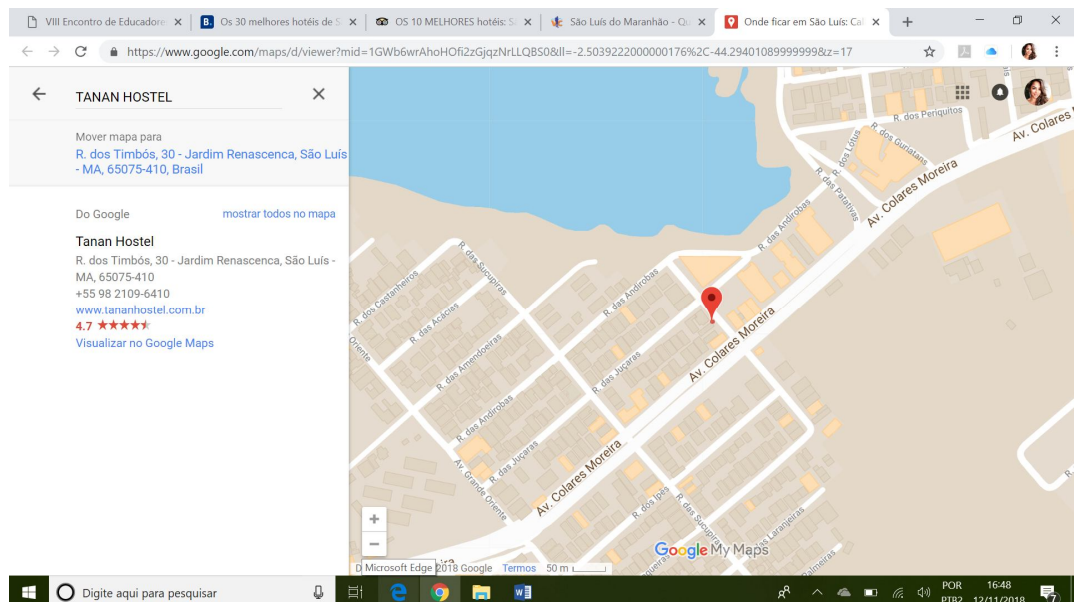 VIII Encontro de Educadore
Os 30 melhores hotéis de S
OS 10 MELHORES hotéis: S
São Luís do Maranhão - Qu
Onde ficar em São Luís: Cal
https://www.google.com/maps/d/viewer?mid=1GWb6wrAhoHOfi2zGjqzNrLLQBS0&ll=-2.5039222000000176%2C-44.29401089999999&z=17
TANAN HOSTEL
Mover mapa para
R. dos Timbós, 30 - Jardim Renascenca, São Luís
- MA, 65075-410, Brasil
Do Google
mostrar todos no mapa
Tanan Hostel
R. dos Timbós, 30 - Jardim Renascenca, São Luís -
MA, 65075-410
+55 98 2109-6410
www.tananhostel.com.br
4.7
Visualizar no Google Maps
R. dos Periquitos
Av. Colares
R. dos Guriatans
R. dos Lótus
R. das Patativas
Av. Colares Moreira
R. das Andirobas
R. das Sucupiras
R. dos Castanheiros
R. das Andirobas
R. das Acácias
Oriente
R. das Amendoeiras
R. das Juçaras
Av. Colares Moreira
R. das Andirobas
R. das Juçaras
Av. Grande Oriente
Av. Colares Moreira
R. dos Ipês
R. das Sucupiras
Laranjeiras
Palmeiras
Google My Maps
Microsoft Edge
2018 Google
Termos
50 m
Digite aqui para pesquisar
POR
PTB2
16:48
12/11/2018